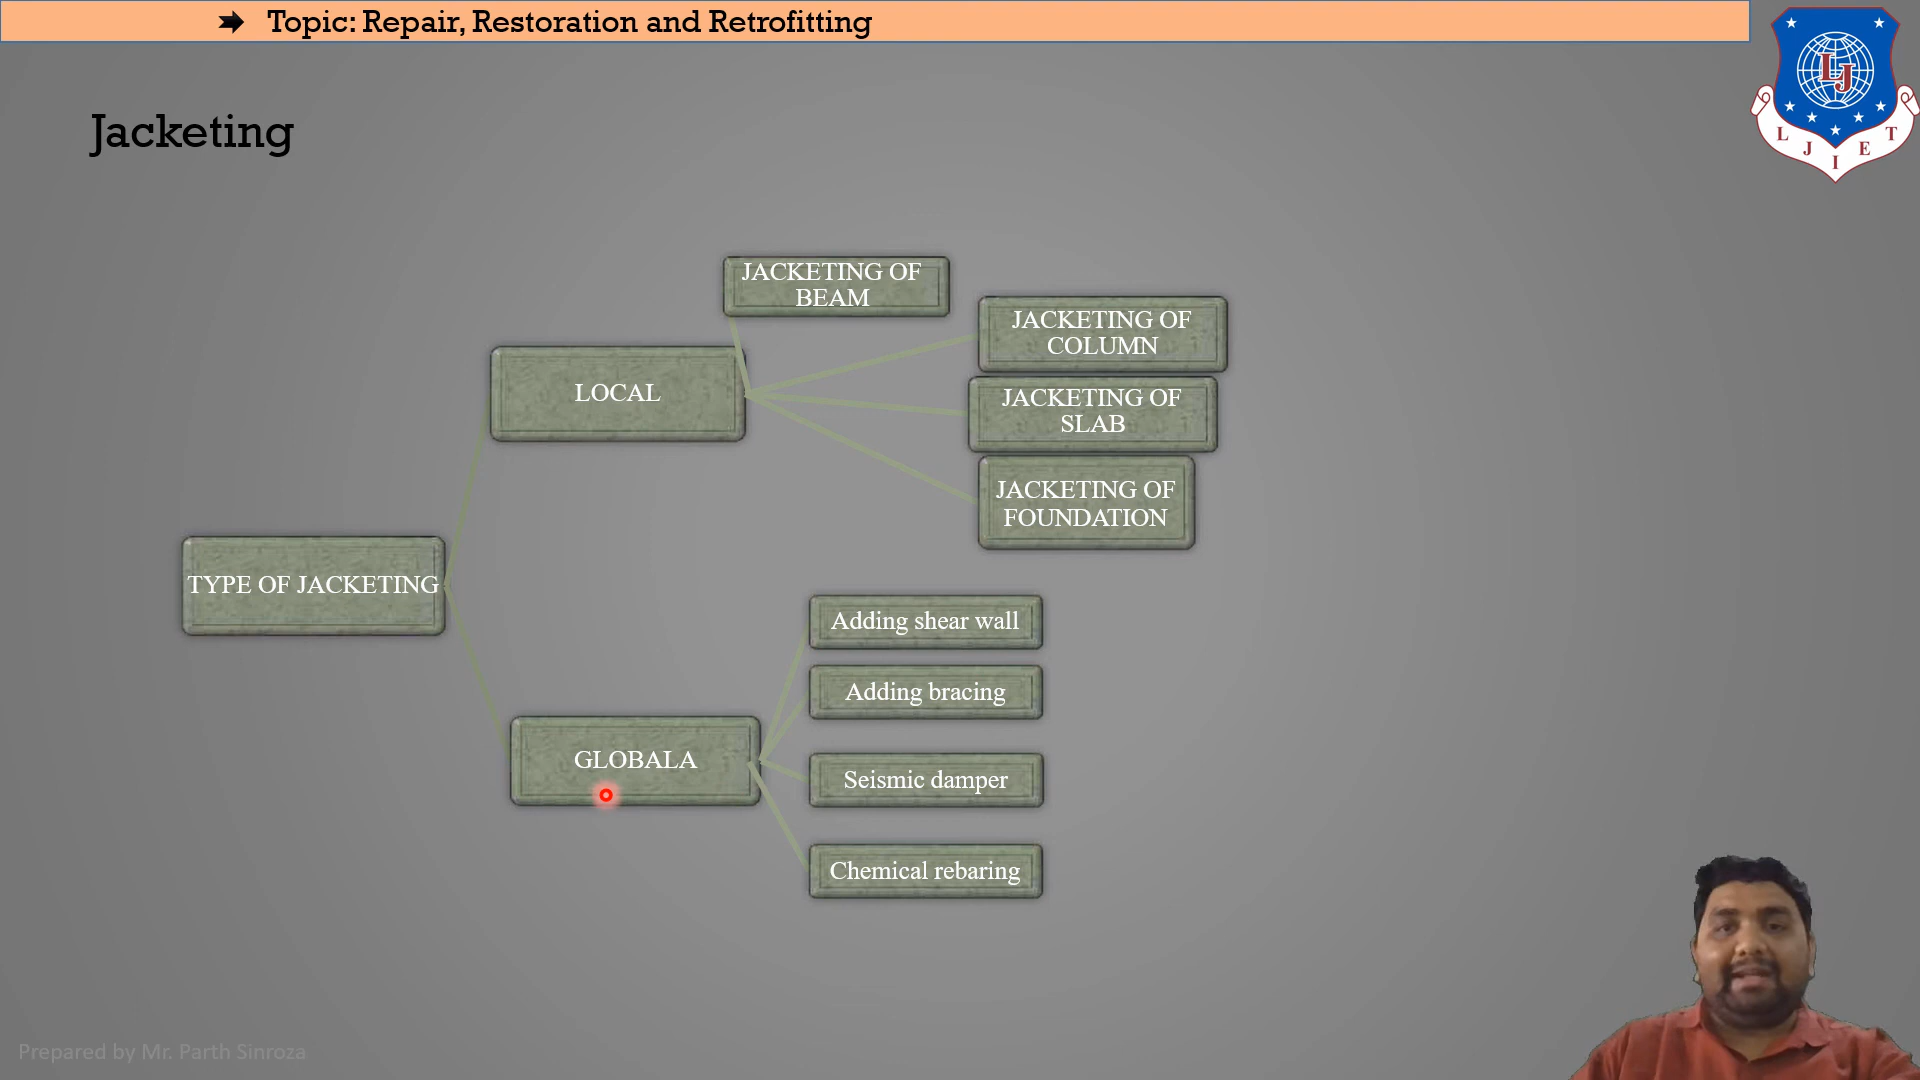 Topic: Repair, Restoration and Retrofitting
LJ
L J I E T
Jacketing
JACKETING OF
BEAM
JACKETING OF
COLUMN
LOCAL
JACKETING OF
SLAB
JACKETING OF
FOUNDATION
TYPE OF JACKETING
Adding shear wall
Adding bracing
GLOBALA
Seismic damper
Chemical rebaring
Prepared by Mr. Parth Sinroza